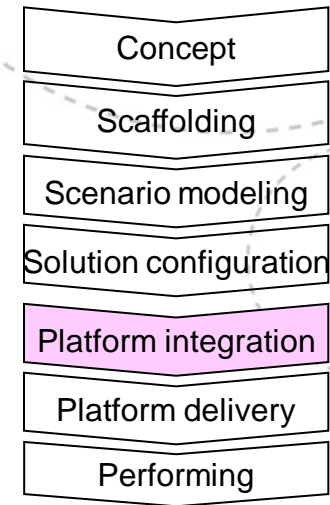 Concept
Scaffolding
Scenario modeling
Solution configuration
Platform integration
Platform delivery
Performing